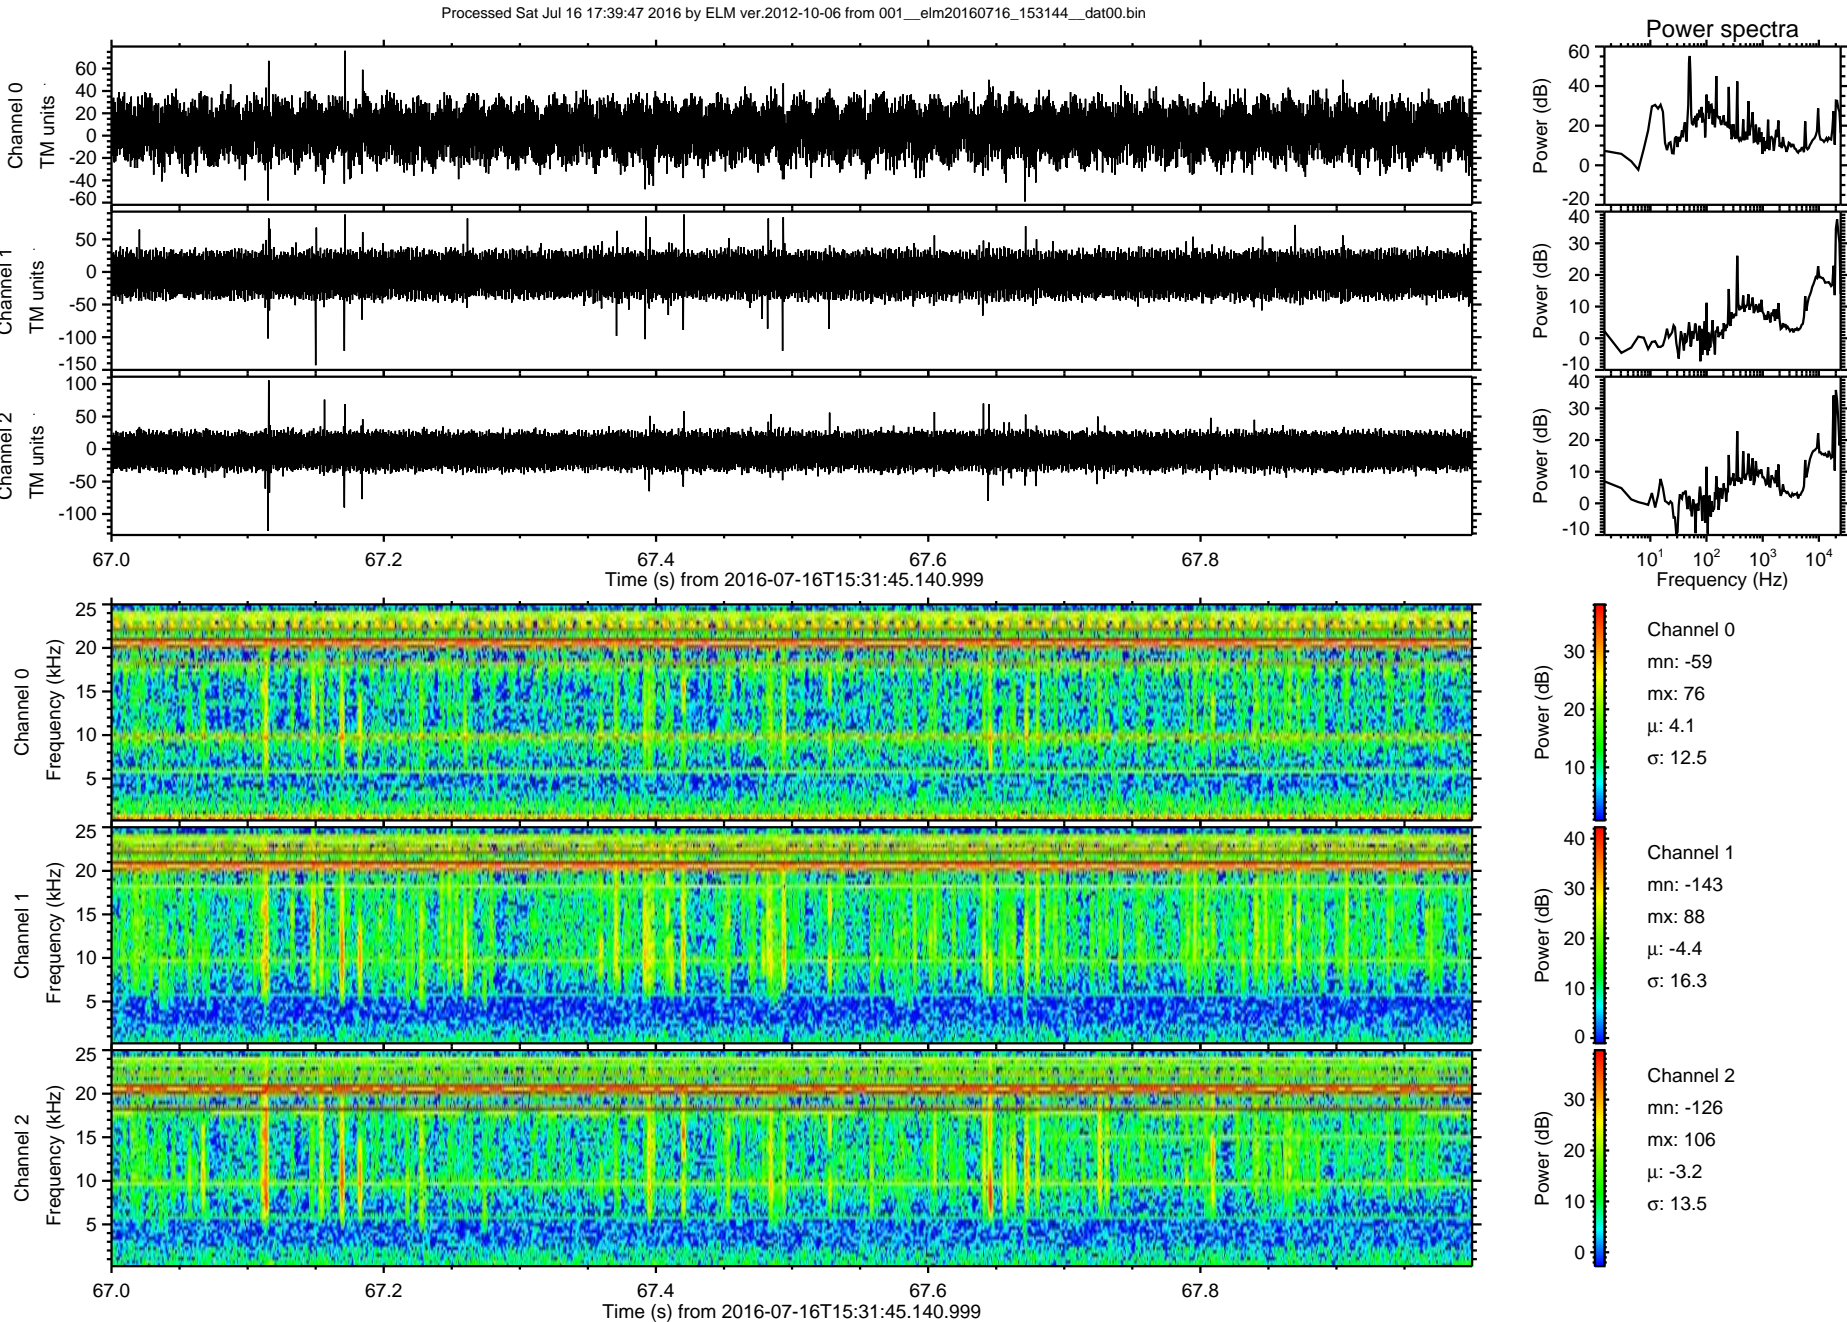 Processed Sat Jul 16 17:39:47 2016 by ELM ver.2012-10-06 from 001__elm20160716_153144__dat00.bin
Power spectra
Channel 0
TM units
60
40
20
0
-20
-40
-60
Power (dB)
60
40
20
0
-20
Channel 1
TM units
50
0
-50
-100
-150
Power (dB)
40
30
20
10
0
-10
Channel 2
TM units
100
50
0
-50
-100
Power (dB)
40
30
20
10
0
-10
67.0 67.2 67.4 67.6 67.8
Time (s) from 2016-07-16T15:31:45.140.999
10¹ 10² 10³ 10⁴
Frequency (Hz)
Channel 0
Frequency (kHz)
25
20
15
10
5
Power (dB)
30
20
10
Channel 0
mn: -59
mx: 76
μ: 4.1
σ: 12.5
Channel 1
Frequency (kHz)
25
20
15
10
5
Power (dB)
40
30
20
10
0
Channel 1
mn: -143
mx: 88
μ: -4.4
σ: 16.3
Channel 2
Frequency (kHz)
25
20
15
10
5
Power (dB)
30
20
10
0
Channel 2
mn: -126
mx: 106
μ: -3.2
σ: 13.5
67.0 67.2 67.4 67.6 67.8
Time (s) from 2016-07-16T15:31:45.140.999